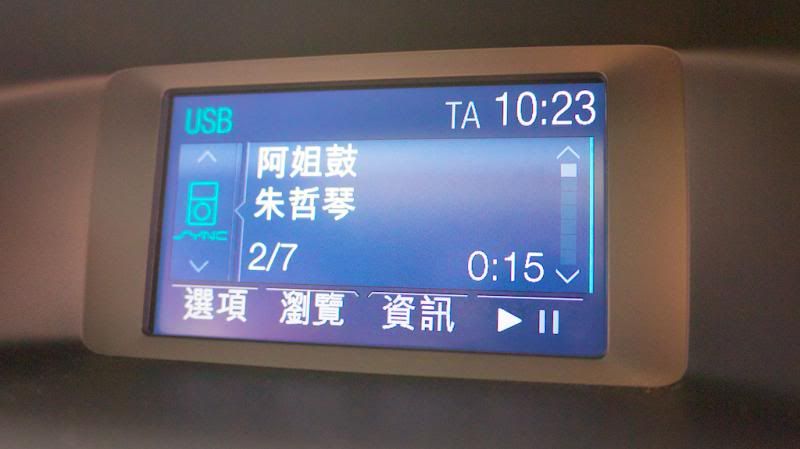 USB TA 10:23
阿姐鼓
朱哲琴
SYNC
2/7 0:15
選項 瀏覽 資訊